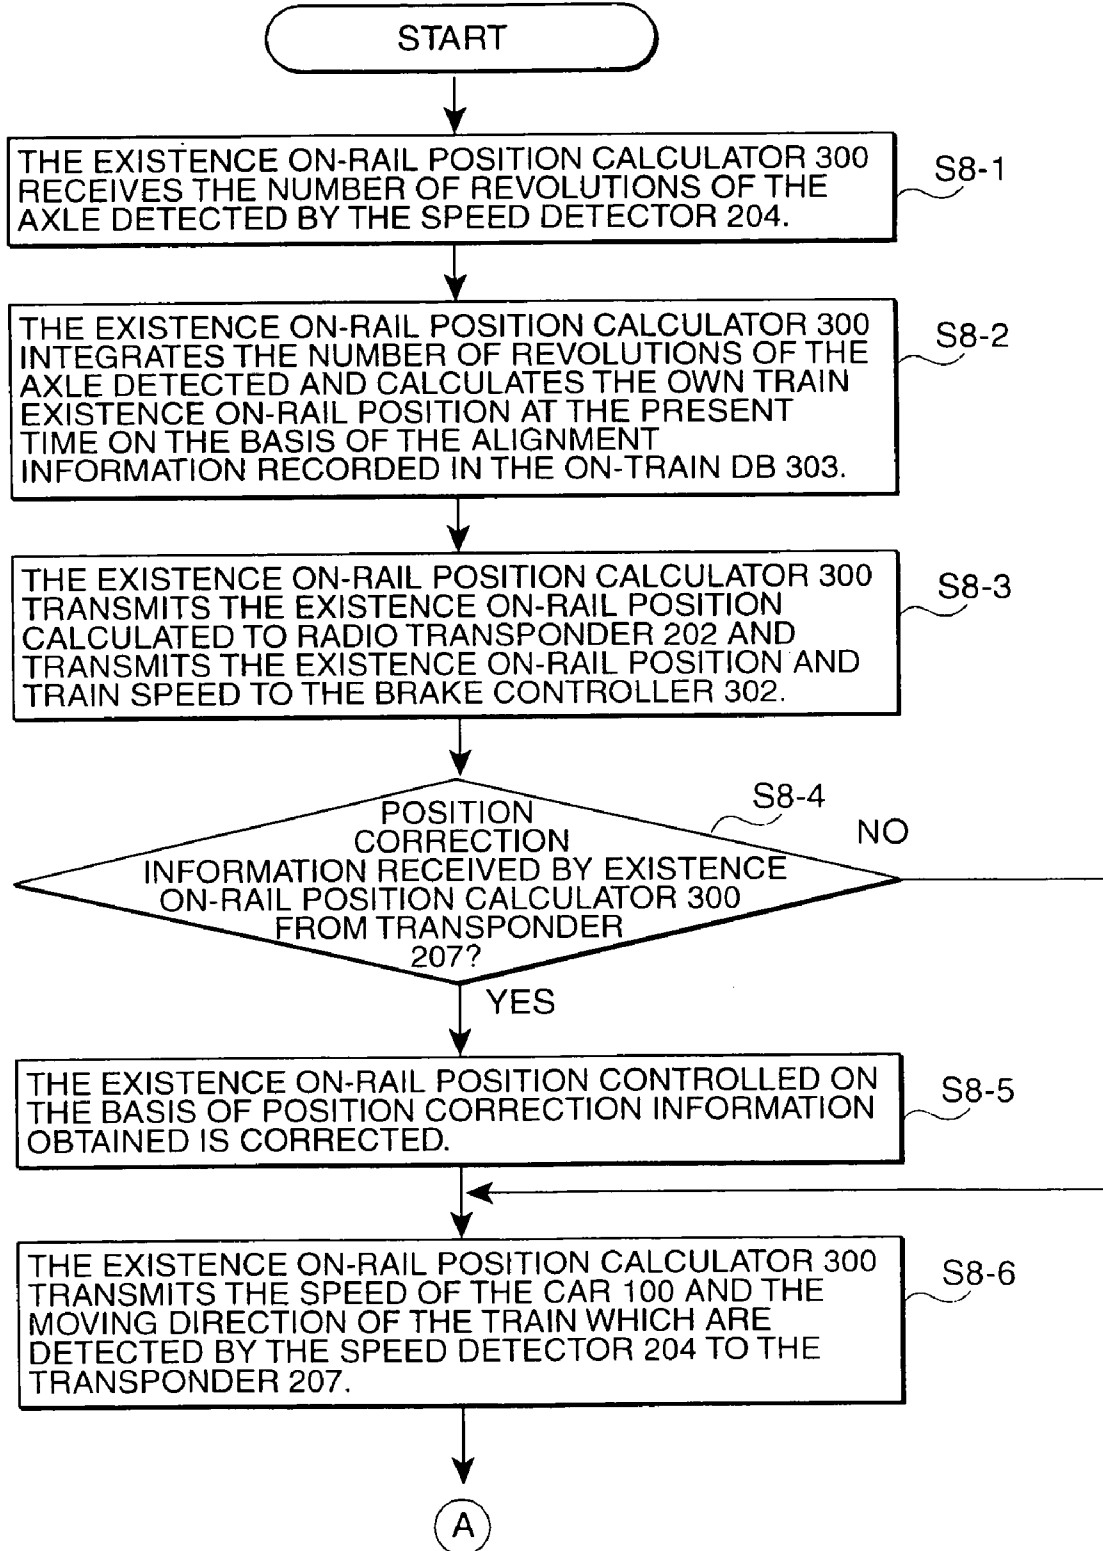 START
THE EXISTENCE ON-RAIL POSITION CALCULATOR 300
RECEIVES THE NUMBER OF REVOLUTIONS OF THE
AXLE DETECTED BY THE SPEED DETECTOR 204.
S8-1
THE EXISTENCE ON-RAIL POSITION CALCULATOR 300
INTEGRATES THE NUMBER OF REVOLUTIONS OF THE
AXLE DETECTED AND CALCULATES THE OWN TRAIN
EXISTENCE ON-RAIL POSITION AT THE PRESENT
TIME ON THE BASIS OF THE ALIGNMENT
INFORMATION RECORDED IN THE ON-TRAIN DB 303.
S8-2
THE EXISTENCE ON-RAIL POSITION CALCULATOR 300
TRANSMITS THE EXISTENCE ON-RAIL POSITION
CALCULATED TO RADIO TRANSPONDER 202 AND
TRANSMITS THE EXISTENCE ON-RAIL POSITION AND
TRAIN SPEED TO THE BRAKE CONTROLLER 302.
S8-3
POSITION
CORRECTION
INFORMATION RECEIVED BY EXISTENCE
ON-RAIL POSITION CALCULATOR 300
FROM TRANSPONDER
207?
S8-4
NO
YES
THE EXISTENCE ON-RAIL POSITION CONTROLLED ON
THE BASIS OF POSITION CORRECTION INFORMATION
OBTAINED IS CORRECTED.
S8-5
THE EXISTENCE ON-RAIL POSITION CALCULATOR 300
TRANSMITS THE SPEED OF THE CAR 100 AND THE
MOVING DIRECTION OF THE TRAIN WHICH ARE
DETECTED BY THE SPEED DETECTOR 204 TO THE
TRANSPONDER 207.
S8-6
A